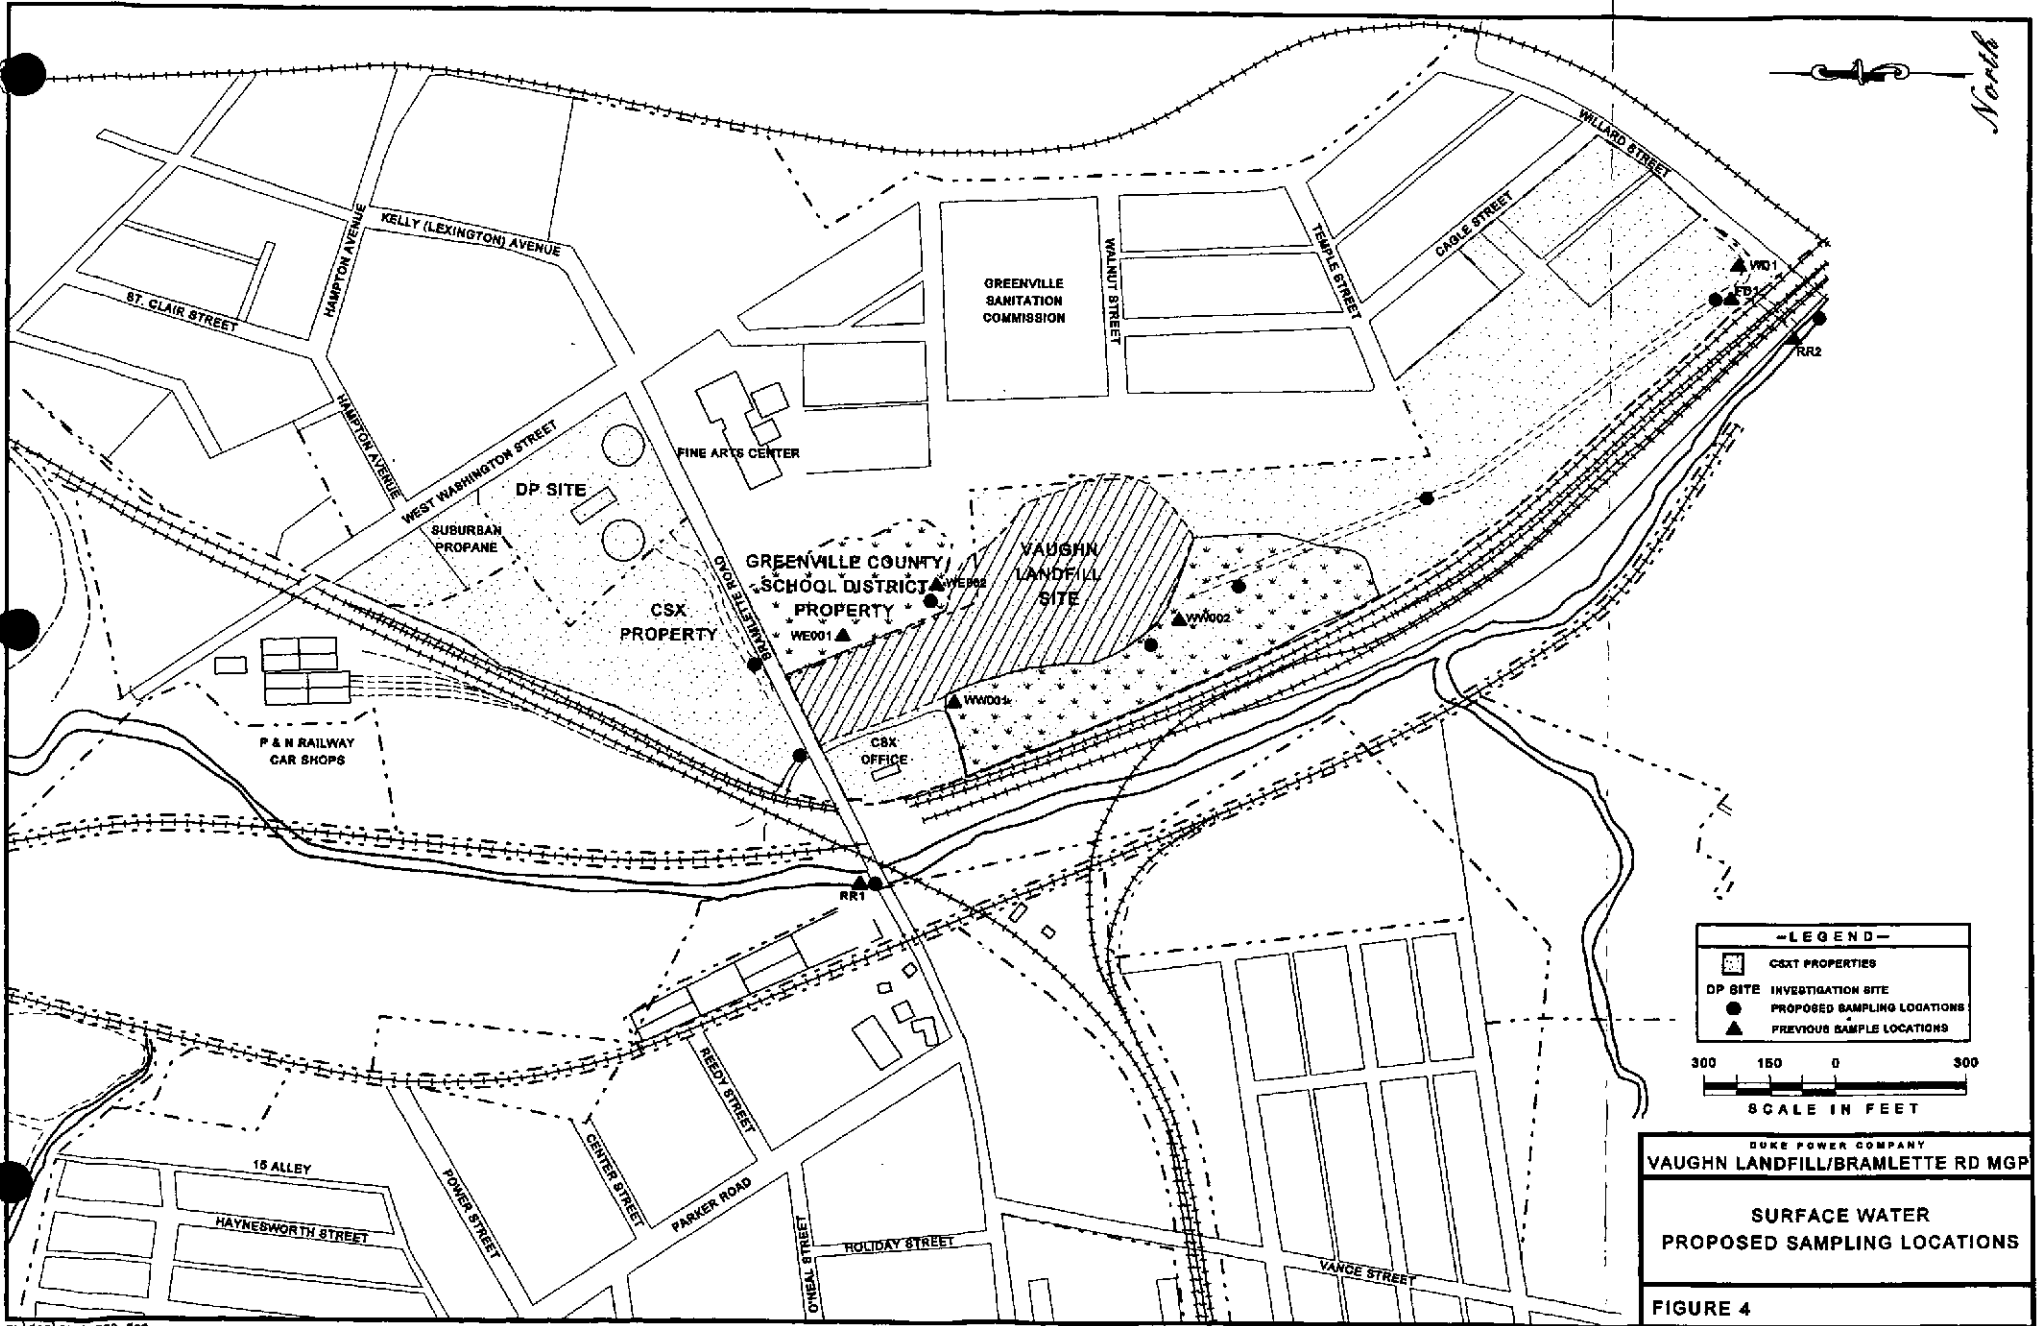 North
WILLARD STREET
HAMPTON AVENUE
KELLY (LEXINGTON) AVENUE
CAGLE STREET
TEMPLE STREET
WALNUT STREET
GREENVILLE
SANITATION
COMMISSION
ST. CLAIR STREET
W01
RR2
HAMPTON AVENUE
WEST WASHINGTON STREET
FINE ARTS CENTER
DP SITE
SUBURBAN
PROPANE
BRAMLETTE ROAD
GREENVILLE COUNTY
SCHOOL DISTRICT
PROPERTY
WE002
WE001
VAUGHN
LANDFILL
SITE
CSX
PROPERTY
WW002
WW001
CSX
OFFICE
P & N RAILWAY
CAR SHOPS
RR1
-LEGEND-
CSXT PROPERTIES
DP SITE INVESTIGATION SITE
PROPOSED SAMPLING LOCATIONS
PREVIOUS SAMPLE LOCATIONS
300 150 0 300
SCALE IN FEET
REEDY STREET
CENTER STREET
PARKER ROAD
POWER STREET
15 ALLEY
HAYNESWORTH STREET
O'NEAL STREET
HOLIDAY STREET
VANCE STREET
DUKE POWER COMPANY
VAUGHN LANDFILL/BRAMLETTE RD MGP
SURFACE WATER
PROPOSED SAMPLING LOCATIONS
FIGURE 4